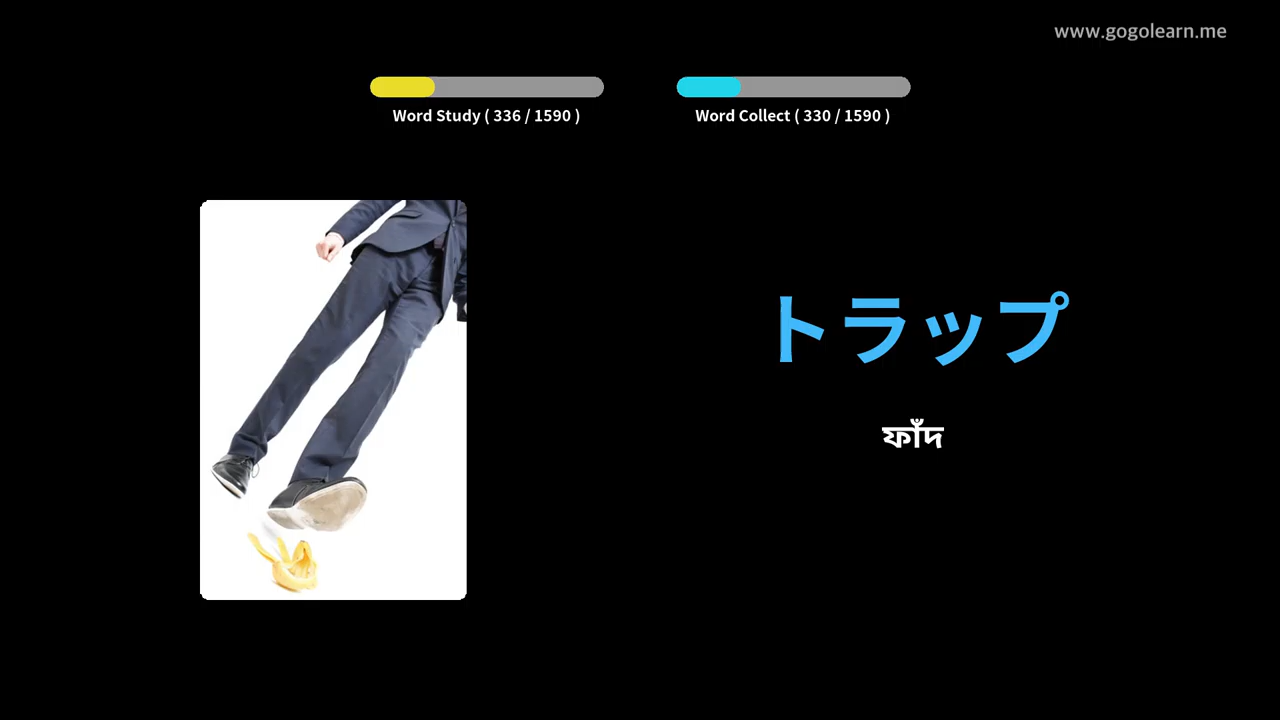 www.gogolearn.me
Word Study ( 336 / 1590 )
Word Collect ( 330 / 1590 )
トラップ
ফাঁদ